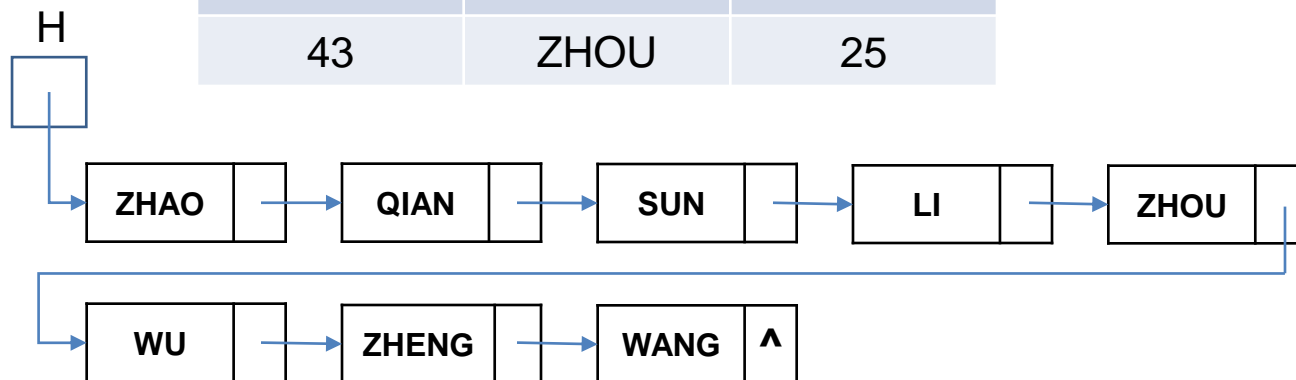 H
43 ZHOU 25
ZHAO QIAN SUN LI ZHOU
WU ZHENG WANG ^